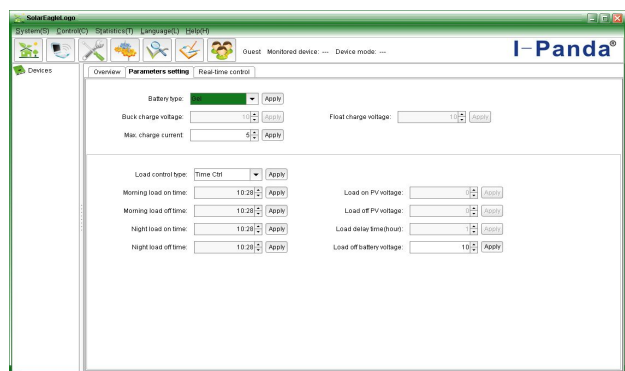 SolarEagleLogo
System(S) Control(C) Statistics(T) Language(L) Help(H)
Guest Monitored device: --- Device mode: ---
I-Panda®
Devices
Overview Parameters setting Real-time control
Battery type: Gel Apply
Buck charge voltage: 10 Apply Float charge voltage: 10 Apply
Max. charge current: 5 Apply
Load control type: Time Ctrl Apply
Morning load on time: 10:28 Apply Load on PV voltage: 0 Apply
Morning load off time: 10:28 Apply Load off PV voltage: 0 Apply
Night load on time: 10:28 Apply Load delay time(hour): 1 Apply
Night load off time: 10:28 Apply Load off battery voltage: 10 Apply